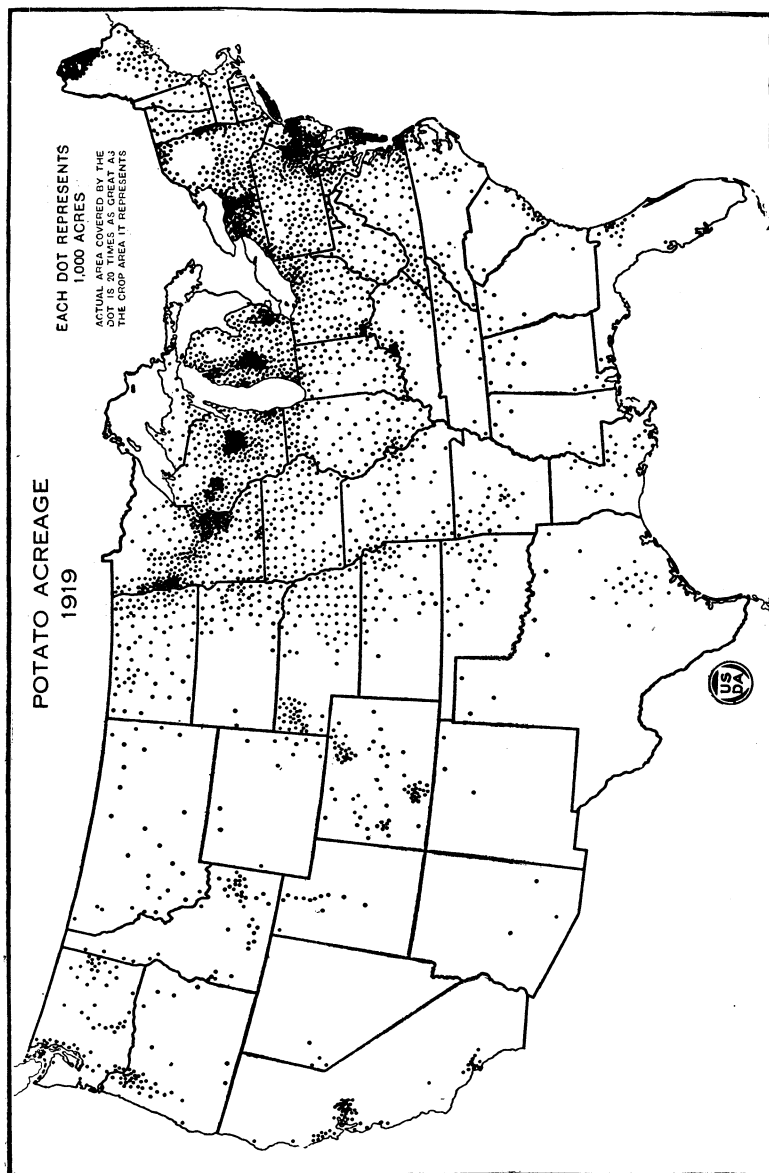 POTATO ACREAGE
1919
EACH DOT REPRESENTS
1,000 ACRES
ACTUAL AREA COVERED BY THE
DOT IS 20 TIMES AS GREAT AS
THE CROP AREA IT REPRESENTS
US
DA